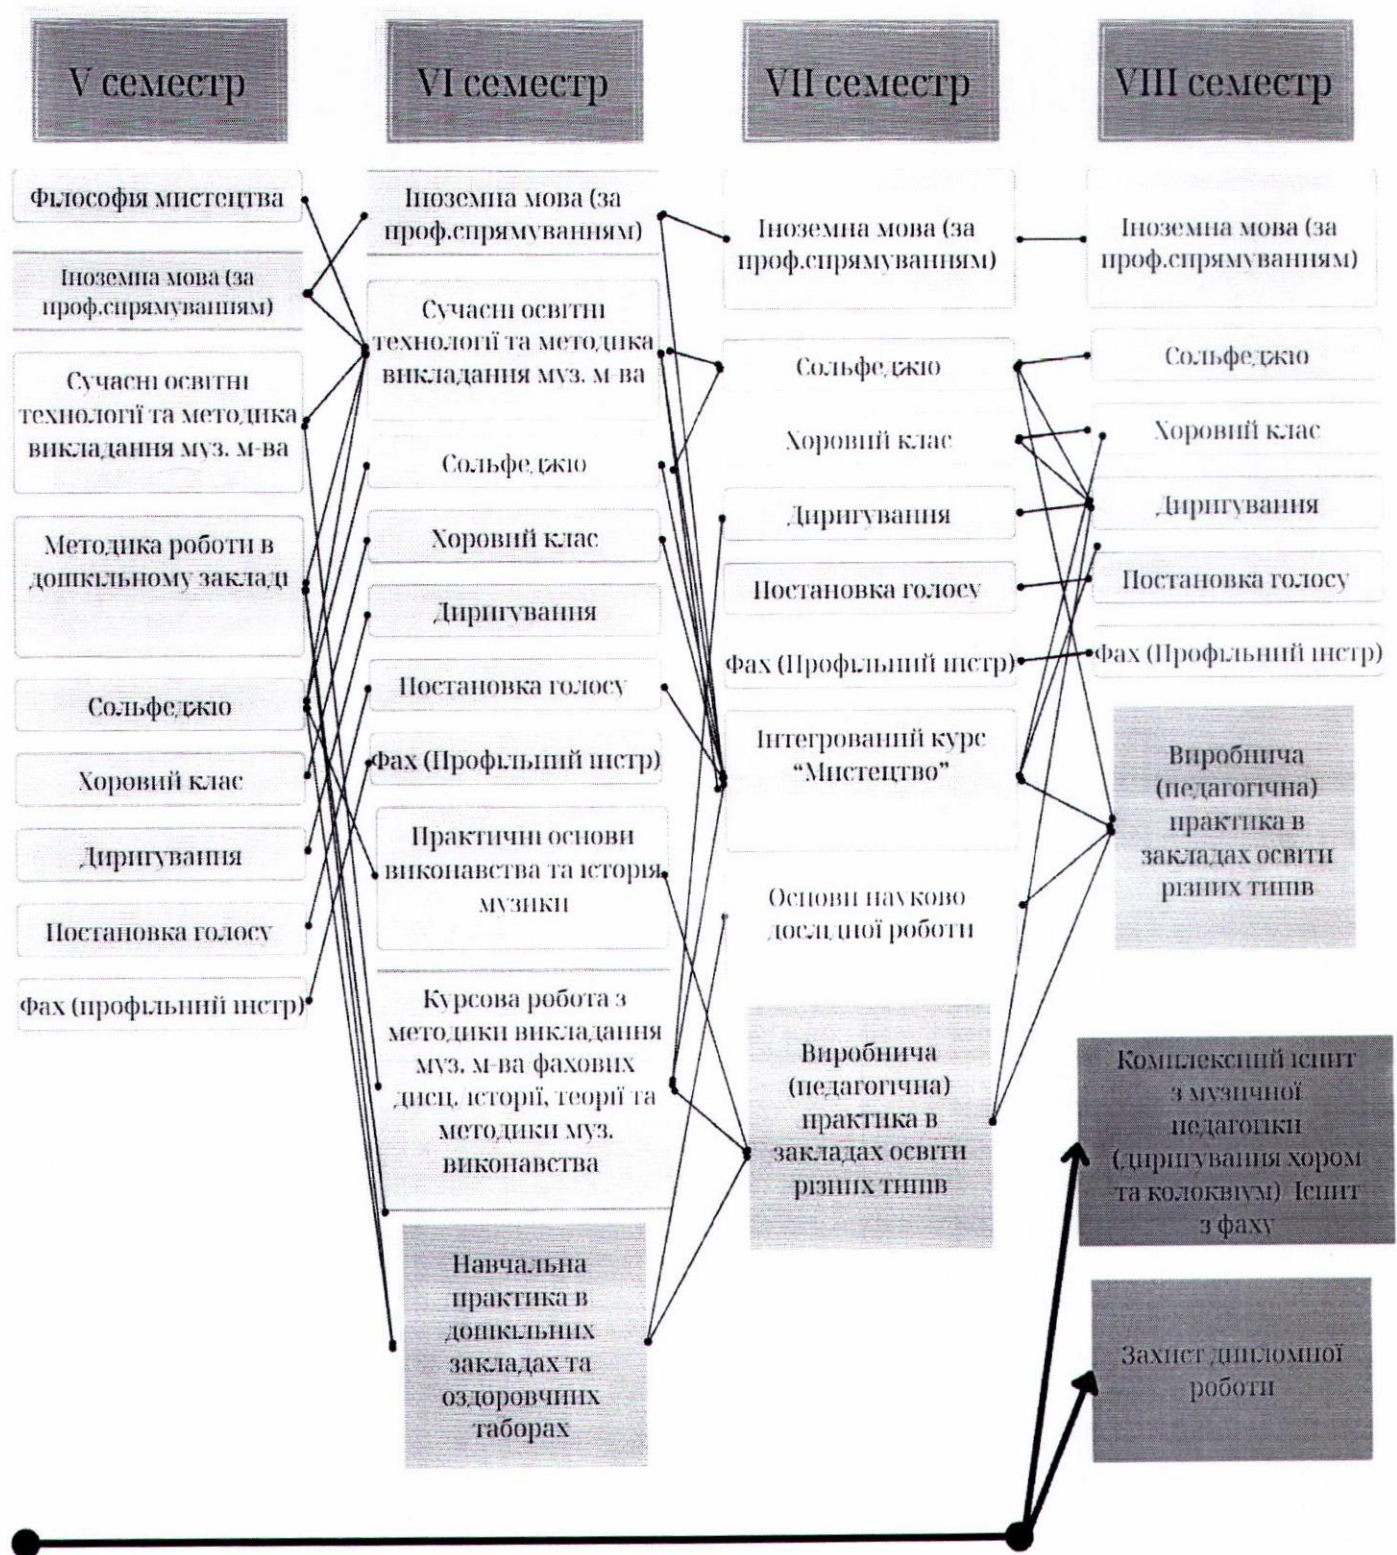 V семестр
Філософія мистецтва
Іноземна мова (за
проф.спрямуванням)
Сучасні освітні
технології та методика
викладання муз. м-ва
Методика роботи в
дошкільному закладі
Сольфеджіо
Хоровий клас
Диригування
Постановка голосу
Фах (профільний інстр)
VI семестр
Іноземна мова (за
проф.спрямуванням)
Сучасні освітні
технології та методика
викладання муз. м-ва
Сольфеджіо
Хоровий клас
Диригування
Постановка голосу
Фах (Профільний інстр)
Практичні основи
виконавства та історія
музики
Курсова робота з
методики викладання
муз. м-ва фахових
дисц. історії, теорії та
методики муз.
виконавства
Навчальна
практика в
дошкільних
закладах та
оздоровчих
таборах
VII семестр
Іноземна мова (за
проф.спрямуванням)
Сольфеджіо
Хоровий клас
Диригування
Постановка голосу
Фах (Профільний інстр)
Інтегрований курс
“Мистецтво”
Основи науково
дослідної роботи
Виробнича
(педагогічна)
практика в
закладах освіти
різних типів
VIII семестр
Іноземна мова (за
проф.спрямуванням)
Сольфеджіо
Хоровий клас
Диригування
Постановка голосу
Фах (Профільний інстр)
Виробнича
(педагогічна)
практика в
закладах освіти
різних типів
Комплексний іспит
з музичної
педагогіки
(диригування хором
та колоквіум) Іспит
з фаху
Захист дипломної
роботи